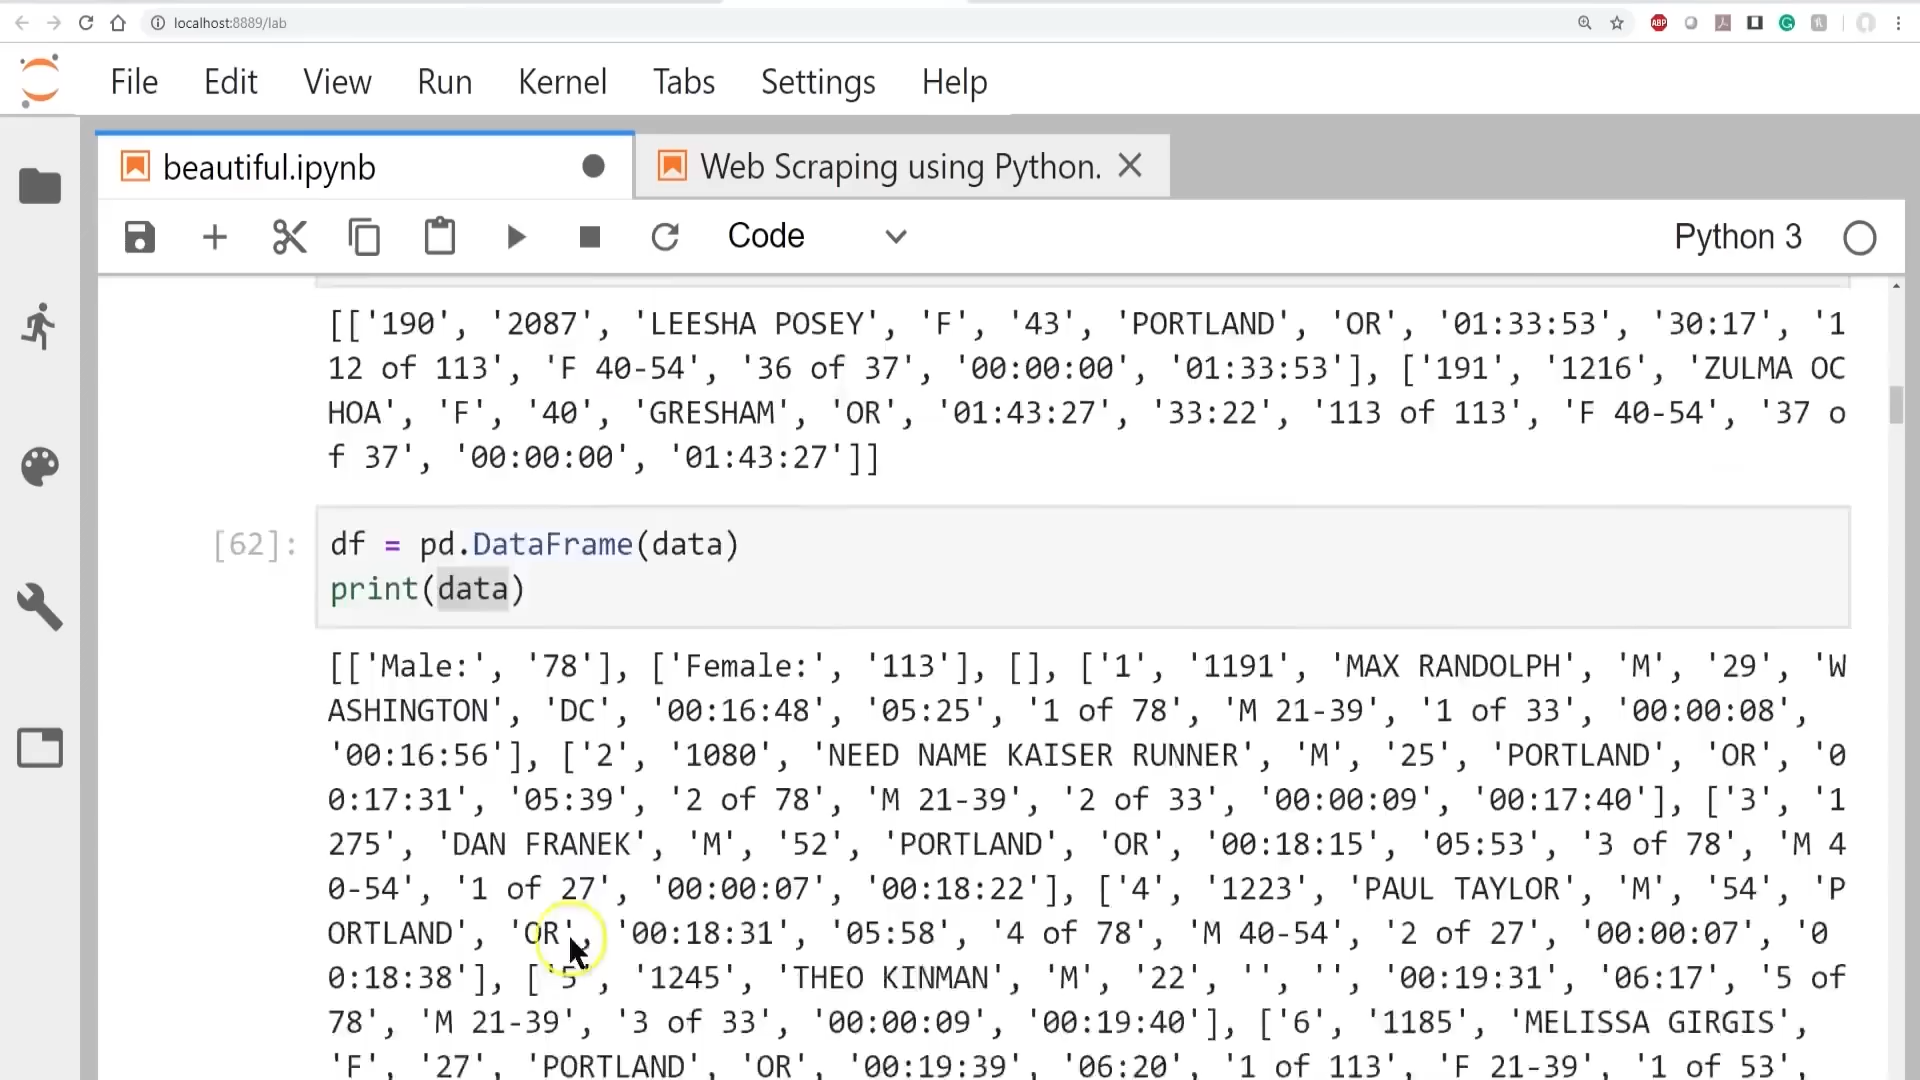 localhost:8889/lab
ABP
File Edit View Run Kernel Tabs Settings Help
beautiful.ipynb Web Scraping using Python.
Code Python 3
[['190', '2087', 'LEESHA POSEY', 'F', '43', 'PORTLAND', 'OR', '01:33:53', '30:17', '1
12 of 113', 'F 40-54', '36 of 37', '00:00:00', '01:33:53'], ['191', '1216', 'ZULMA OC
HOA', 'F', '40', 'GRESHAM', 'OR', '01:43:27', '33:22', '113 of 113', 'F 40-54', '37 o
f 37', '00:00:00', '01:43:27']]
[62]: df = pd.DataFrame(data)
print(data)
[['Male:', '78'], ['Female:', '113'], [], ['1', '1191', 'MAX RANDOLPH', 'M', '29', 'W
ASHINGTON', 'DC', '00:16:48', '05:25', '1 of 78', 'M 21-39', '1 of 33', '00:00:08',
'00:16:56'], ['2', '1080', 'NEED NAME KAISER RUNNER', 'M', '25', 'PORTLAND', 'OR', '0
0:17:31', '05:39', '2 of 78', 'M 21-39', '2 of 33', '00:00:09', '00:17:40'], ['3', '1
275', 'DAN FRANEK', 'M', '52', 'PORTLAND', 'OR', '00:18:15', '05:53', '3 of 78', 'M 4
0-54', '1 of 27', '00:00:07', '00:18:22'], ['4', '1223', 'PAUL TAYLOR', 'M', '54', 'P
ORTLAND', 'OR', '00:18:31', '05:58', '4 of 78', 'M 40-54', '2 of 27', '00:00:07', '0
0:18:38'], ['5', '1245', 'THEO KINMAN', 'M', '22', '', '', '00:19:31', '06:17', '5 of
78', 'M 21-39', '3 of 33', '00:00:09', '00:19:40'], ['6', '1185', 'MELISSA GIRGIS',
'F', '27', 'PORTLAND', 'OR', '00:19:39', '06:20', '1 of 113', 'F 21-39', '1 of 53',